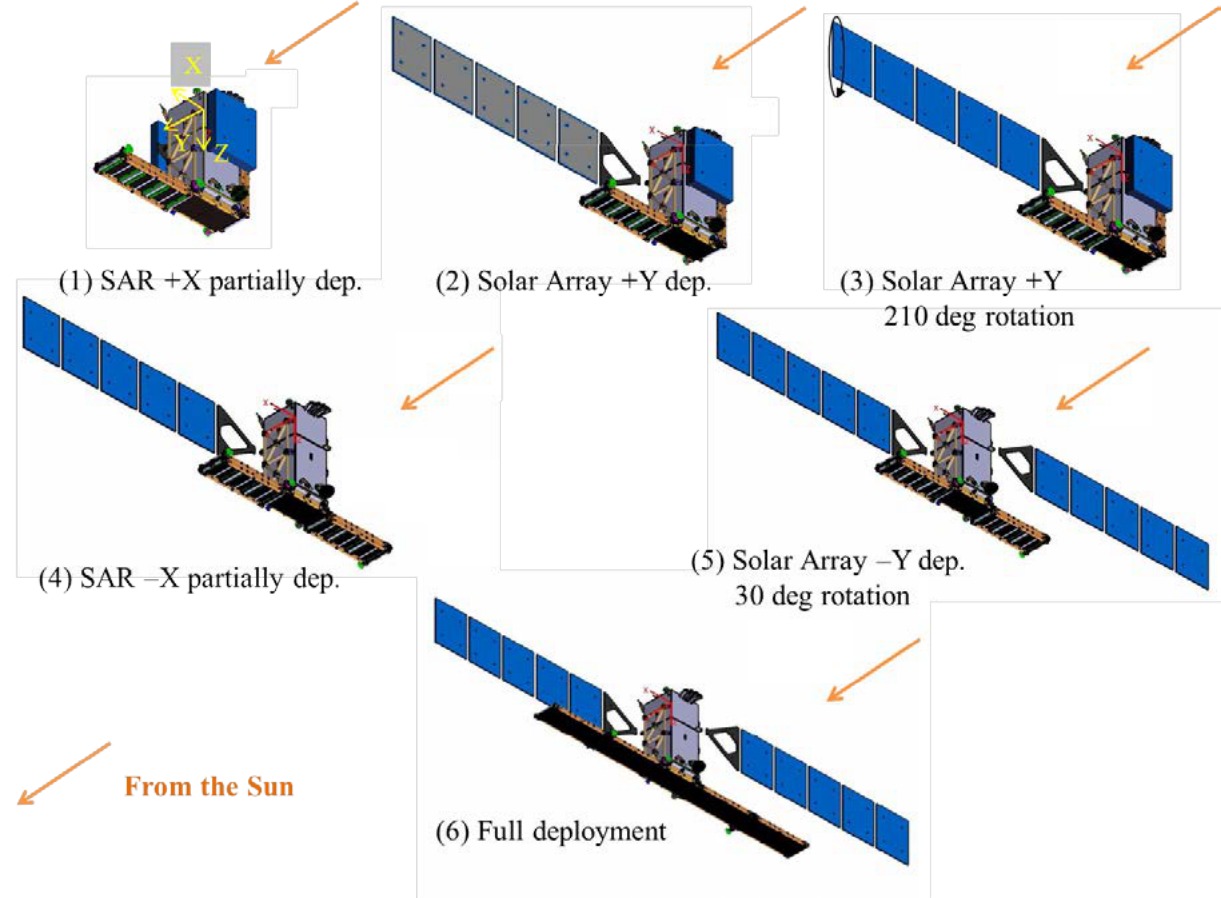 X
Y
Z
(1) SAR +X partially dep.
X
(2) Solar Array +Y dep.
X
(3) Solar Array +Y
210 deg rotation
X
(4) SAR –X partially dep.
X
(5) Solar Array –Y dep.
30 deg rotation
X
From the Sun
(6) Full deployment